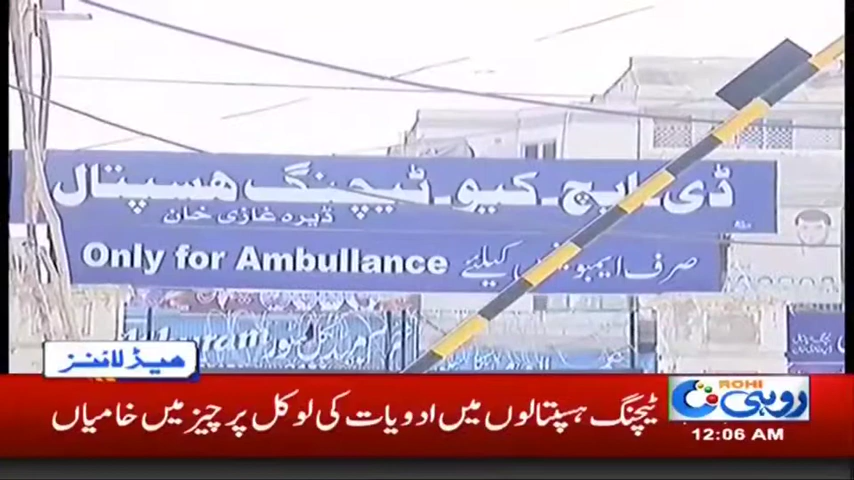 ڈی۔ایچ۔کیو۔ٹیچنگ ہسپتال
ڈیرہ غازی خان
Only for Ambullance صرف ایمبولینس کیلئے
ہیڈ لائنز
ٹیچنگ ہسپتالوں میں ادویات کی لوکل پرچیز میں خامیاں
ROHI
روہی
12:06 AM